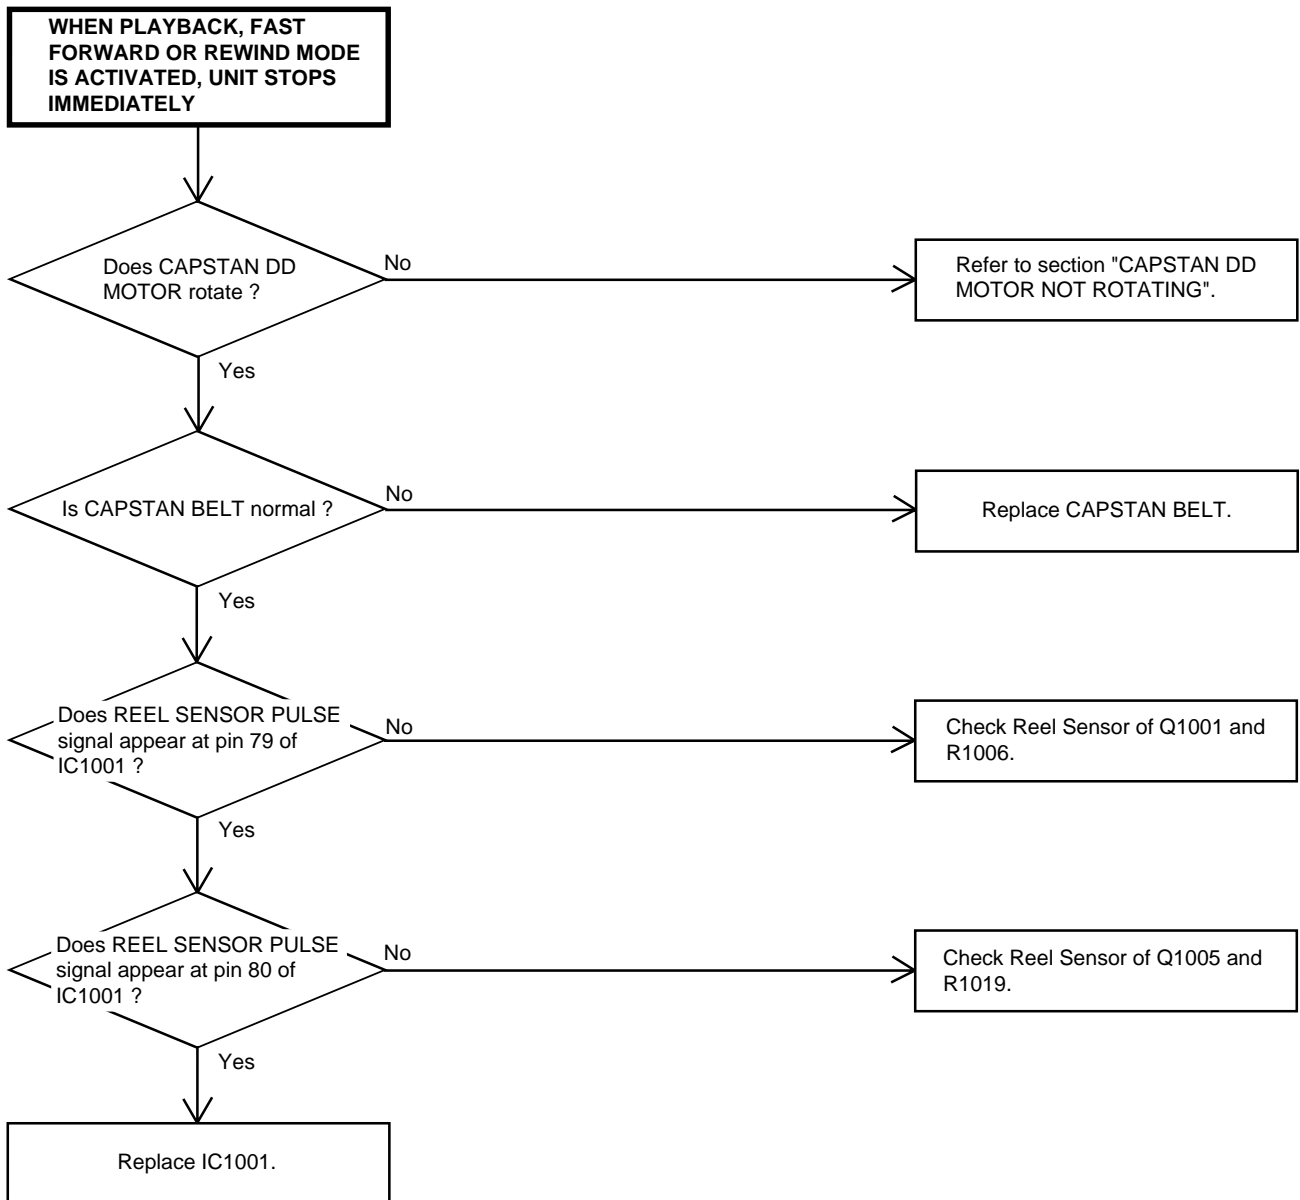 WHEN PLAYBACK, FAST
FORWARD OR REWIND MODE
IS ACTIVATED, UNIT STOPS
IMMEDIATELY
Does CAPSTAN DD
MOTOR rotate ?
No
Refer to section "CAPSTAN DD
MOTOR NOT ROTATING".
Yes
Is CAPSTAN BELT normal ?
No
Replace CAPSTAN BELT.
Yes
Does REEL SENSOR PULSE
signal appear at pin 79 of
IC1001 ?
No
Check Reel Sensor of Q1001 and
R1006.
Yes
Does REEL SENSOR PULSE
signal appear at pin 80 of
IC1001 ?
No
Check Reel Sensor of Q1005 and
R1019.
Yes
Replace IC1001.